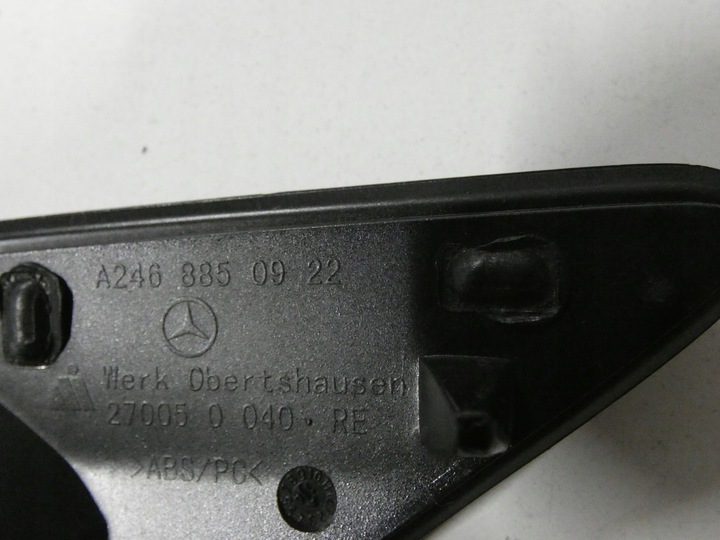 A246 885 09 22
Werk Obertshausen
27005 0 040 · RE
>ABS/PC<